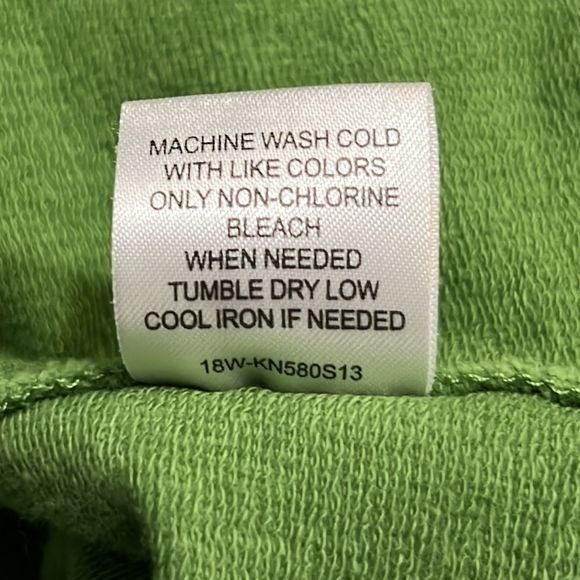 MACHINE WASH COLD
WITH LIKE COLORS
ONLY NON-CHLORINE
BLEACH
WHEN NEEDED
TUMBLE DRY LOW
COOL IRON IF NEEDED
18W-KN580S13